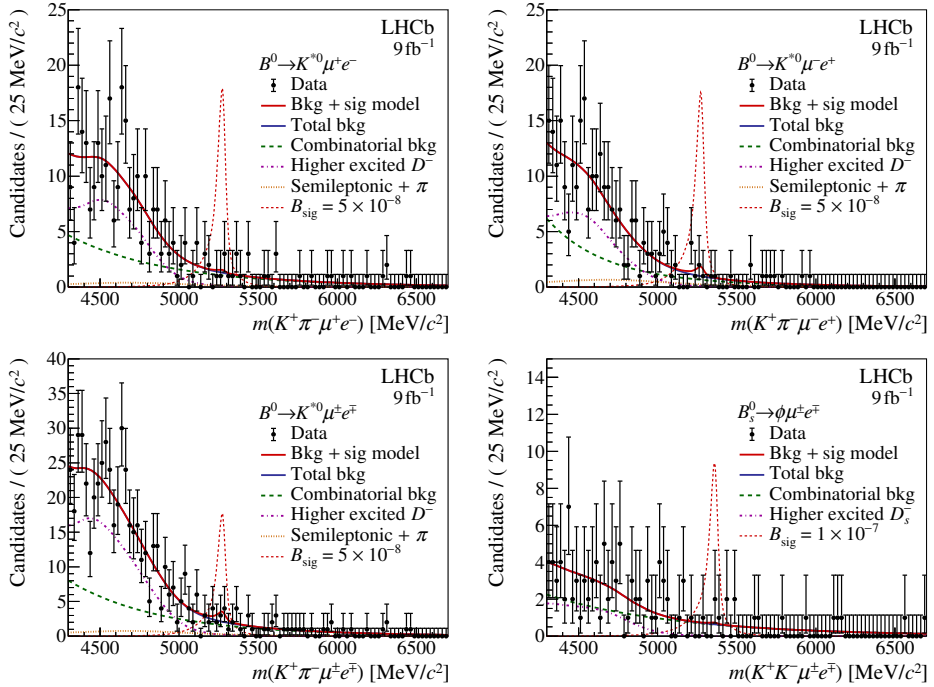 LHCb
9 fb⁻¹
B⁰→K*⁰μ⁺e⁻
Data
Bkg + sig model
Total bkg
Combinatorial bkg
Higher excited D⁻
Semileptonic + π
B_sig = 5 × 10⁻⁸
Candidates / ( 25 MeV/c² )
25
20
15
10
5
0
4500 5000 5500 6000 6500
m(K⁺π⁻μ⁺e⁻) [MeV/c²]
LHCb
9 fb⁻¹
B⁰→K*⁰μ⁻e⁺
Data
Bkg + sig model
Total bkg
Combinatorial bkg
Higher excited D⁻
Semileptonic + π
B_sig = 5 × 10⁻⁸
Candidates / ( 25 MeV/c² )
25
20
15
10
5
0
4500 5000 5500 6000 6500
m(K⁺π⁻μ⁻e⁺) [MeV/c²]
LHCb
9 fb⁻¹
B⁰→K*⁰μ±e∓
Data
Bkg + sig model
Total bkg
Combinatorial bkg
Higher excited D⁻
Semileptonic + π
B_sig = 5 × 10⁻⁸
Candidates / ( 25 MeV/c² )
40
35
30
25
20
15
10
5
0
4500 5000 5500 6000 6500
m(K⁺π⁻μ±e∓) [MeV/c²]
LHCb
9 fb⁻¹
B_s⁰→φμ±e∓
Data
Bkg + sig model
Total bkg
Combinatorial bkg
Higher excited D_s⁻
B_sig = 1 × 10⁻⁷
Candidates / ( 25 MeV/c² )
14
12
10
8
6
4
2
0
4500 5000 5500 6000 6500
m(K⁺K⁻μ±e∓) [MeV/c²]